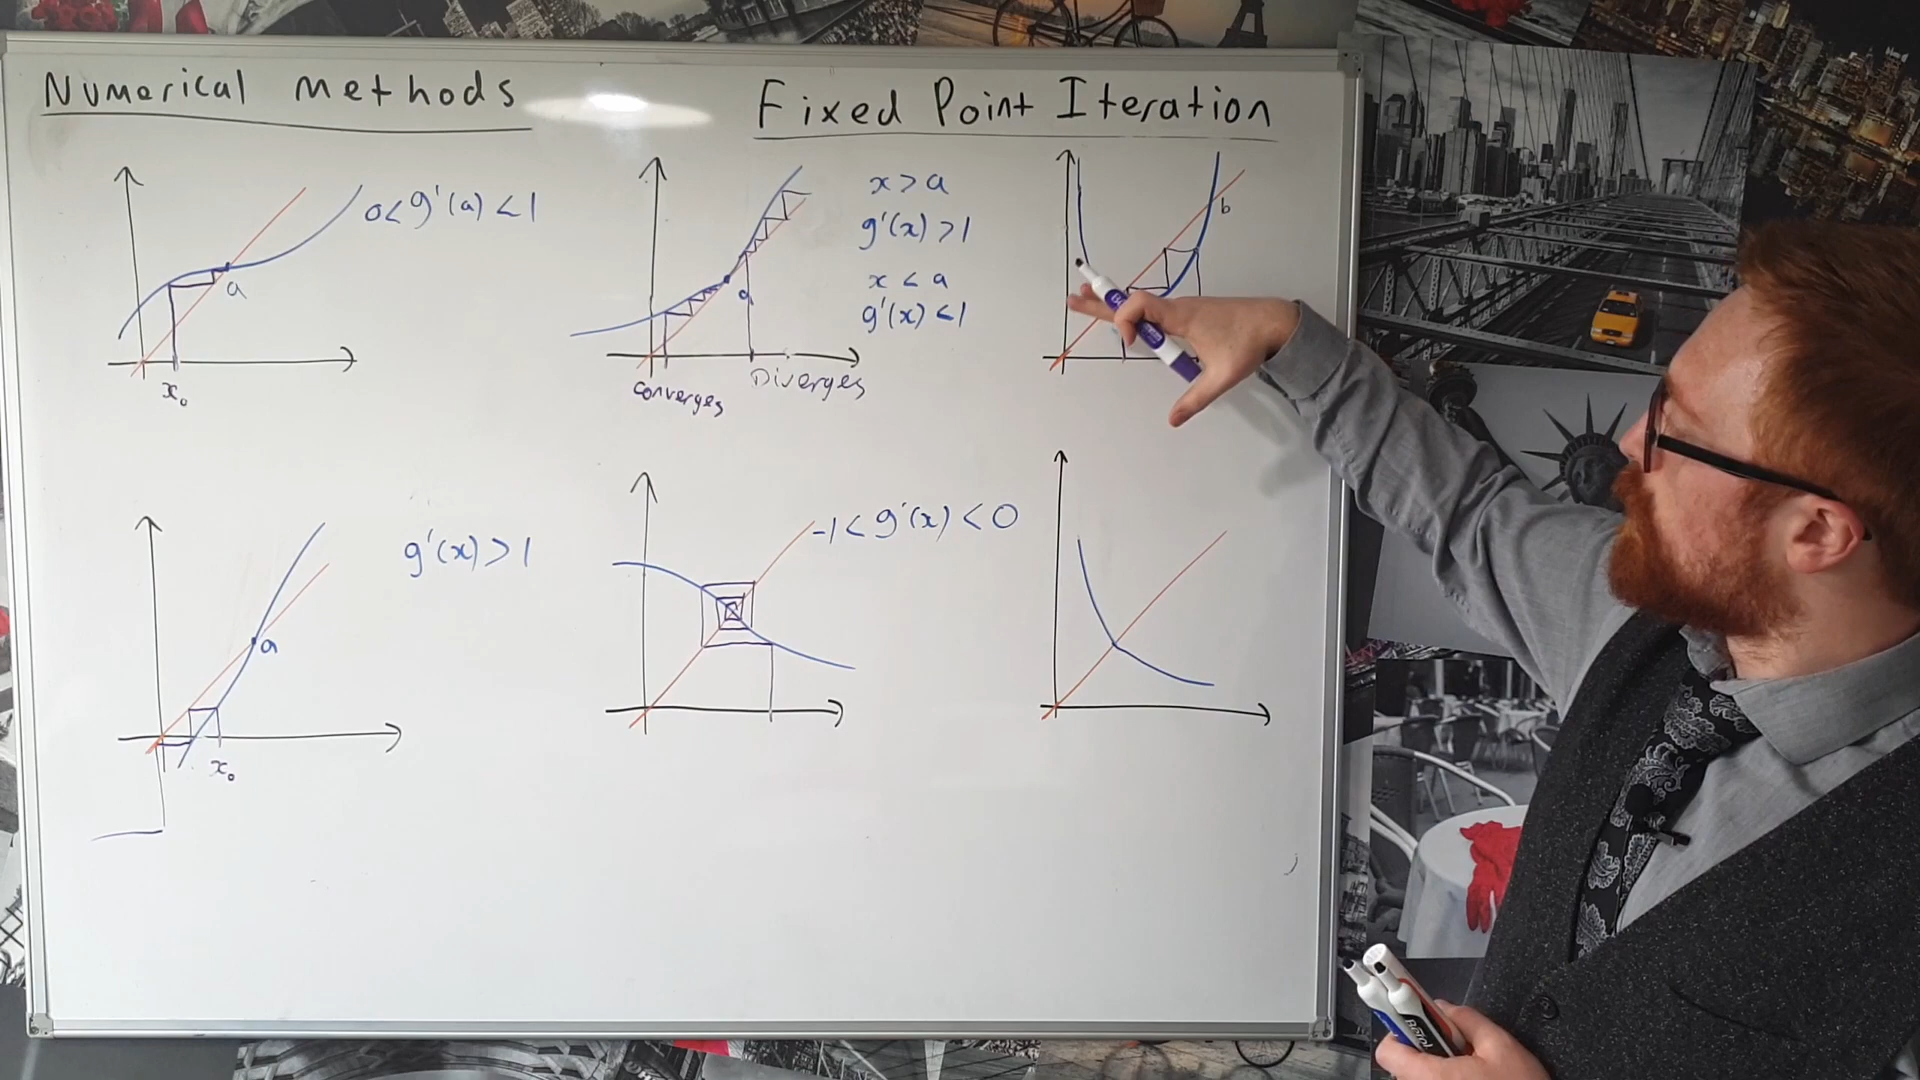 Numerical methods
Fixed Point Iteration
0<g'(a)<1
a
x₀
x>a
g'(x)>1
x<a
g'(x)<1
a
converges
Diverges
b
g'(x)>1
a
x₀
-1<g'(x)<0